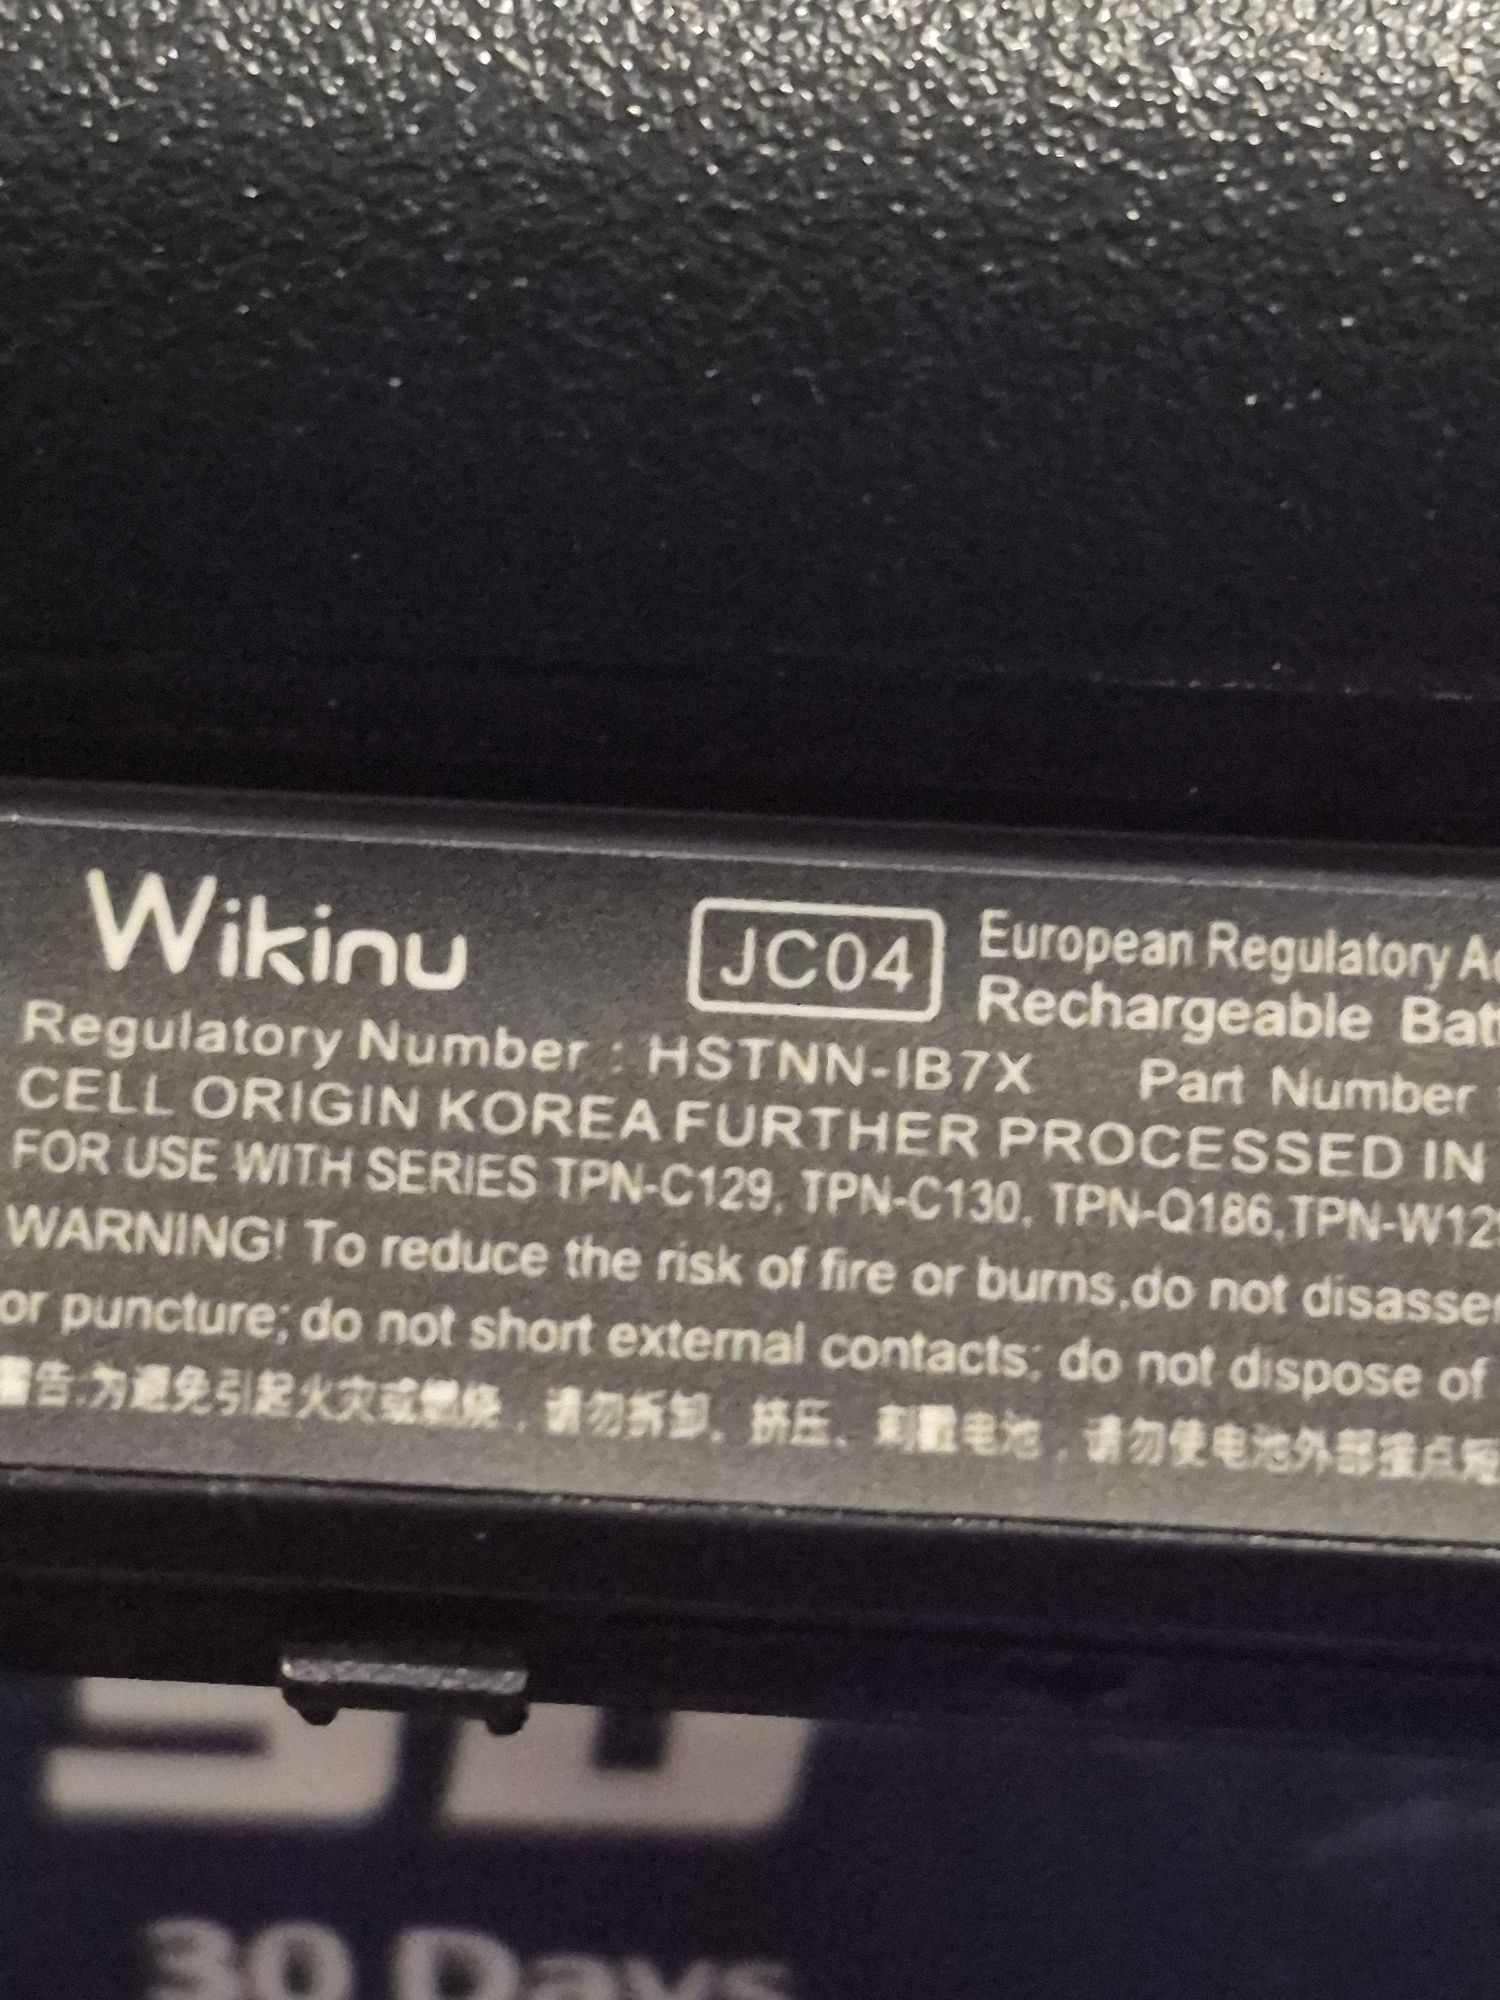 Wikinu
JC04
European Regulatory
Rechargeable
Regulatory Number : HSTNN-IB7X Part Number
CELL ORIGIN KOREA FURTHER PROCESSED IN
FOR USE WITH SERIES TPN-C129, TPN-C130, TPN-Q186,TPN-W12
WARNING! To reduce the risk of fire or burns,do not
or puncture; do not short external contacts; do not dispose of
警告:为避免引起火灾或燃烧，请勿拆卸、挤压、刺戳电池，请勿使电池外部接点
30 Days